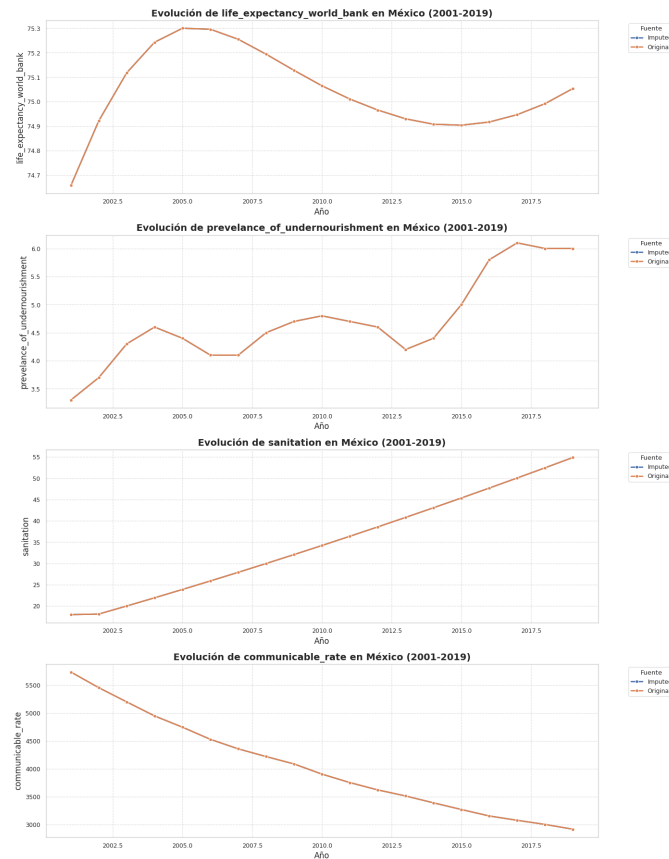 Evolución de life_expectancy_world_bank en México (2001-2019)
75.3
75.2
75.1
75.0
74.9
74.8
74.7
life_expectancy_world_bank
2002.5 2005.0 2007.5 2010.0 2012.5 2015.0 2017.5
Año
Fuente
Imputed
Original
Evolución de prevelance_of_undernourishment en México (2001-2019)
6.0
5.5
5.0
4.5
4.0
3.5
prevelance_of_undernourishment
2002.5 2005.0 2007.5 2010.0 2012.5 2015.0 2017.5
Año
Fuente
Imputed
Original
Evolución de sanitation en México (2001-2019)
55
50
45
40
35
30
25
20
sanitation
2002.5 2005.0 2007.5 2010.0 2012.5 2015.0 2017.5
Año
Fuente
Imputed
Original
Evolución de communicable_rate en México (2001-2019)
5500
5000
4500
4000
3500
3000
communicable_rate
2002.5 2005.0 2007.5 2010.0 2012.5 2015.0 2017.5
Año
Fuente
Imputed
Original